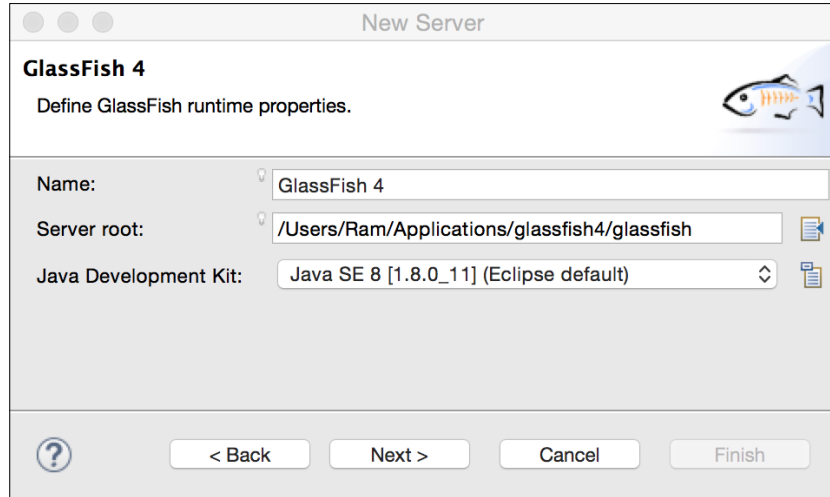 New Server
GlassFish 4
Define GlassFish runtime properties.
Name: GlassFish 4
Server root: /Users/Ram/Applications/glassfish4/glassfish
Java Development Kit: Java SE 8 [1.8.0_11] (Eclipse default)
? < Back Next > Cancel Finish